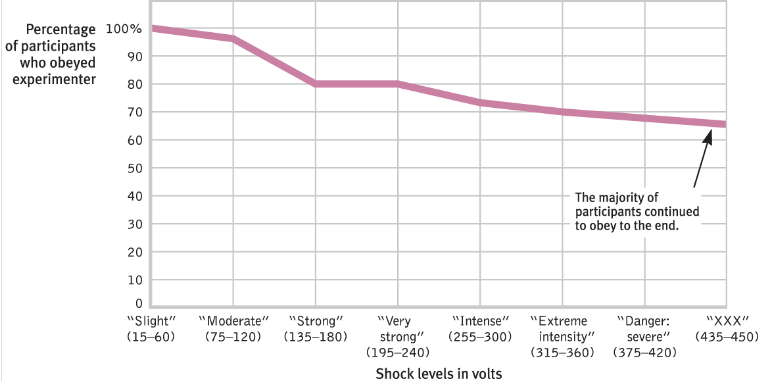 Percentage
of participants
who obeyed
experimenter
100%
90
80
70
60
50
40
30
20
10
0
The majority of
participants continued
to obey to the end.
"Slight"
(15–60)
"Moderate"
(75–120)
"Strong"
(135–180)
"Very
strong"
(195–240)
"Intense"
(255–300)
"Extreme
intensity"
(315–360)
"Danger:
severe"
(375–420)
"XXX"
(435–450)
Shock levels in volts